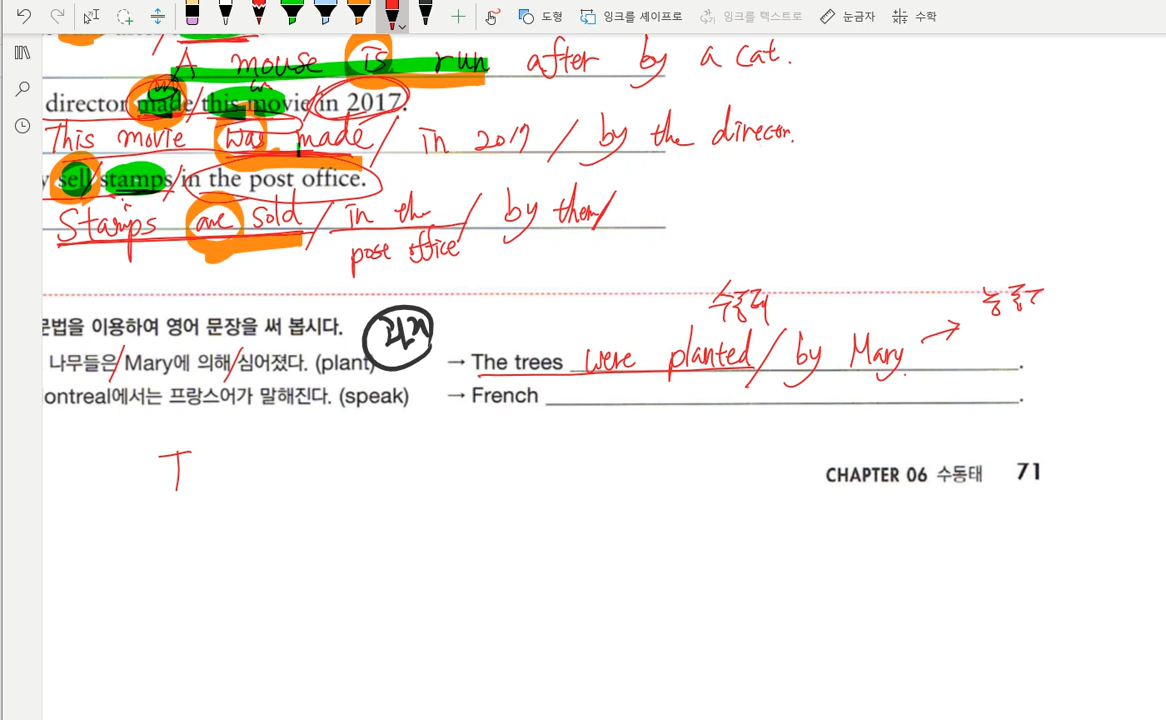 도형 잉크를 셰이프로 잉크를 텍스트로 눈금자 수학
A mouse is run after by a cat.
director made/this movie/in 2017.
This movie was made/ in 2017 / by the direcor.
y sell/stamps/in the post office.
Stamps are sold / in the / by them/
post office
수동태 능동
문법을 이용하여 영어 문장을 써 봅시다. 과거
나무들은/Mary에 의해/심어졌다. (plant) → The trees were planted / by Mary.
ontreal에서는 프랑스어가 말해진다. (speak) → French .
T
CHAPTER 06 수동태 71